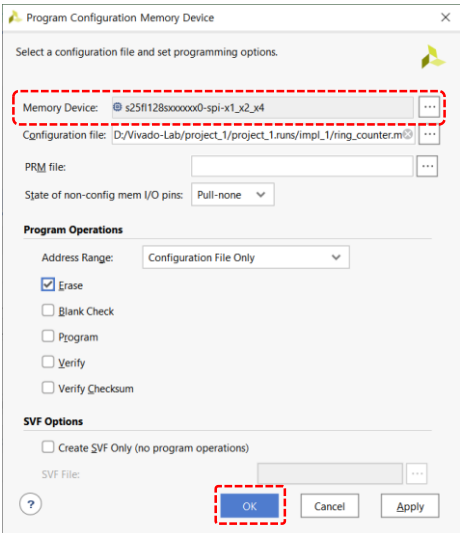 Program Configuration Memory Device
Select a configuration file and set programming options.
Memory Device: s25fl128sxxxxxx0-spi-x1_x2_x4 ...
Configuration file: D:/Vivado-Lab/project_1/project_1.runs/impl_1/ring_counter.m ...
PRM file: ...
State of non-config mem I/O pins: Pull-none
Program Operations
Address Range: Configuration File Only
Erase
Blank Check
Program
Verify
Verify Checksum
SVF Options
Create SVF Only (no program operations)
SVF File: ...
? OK Cancel Apply